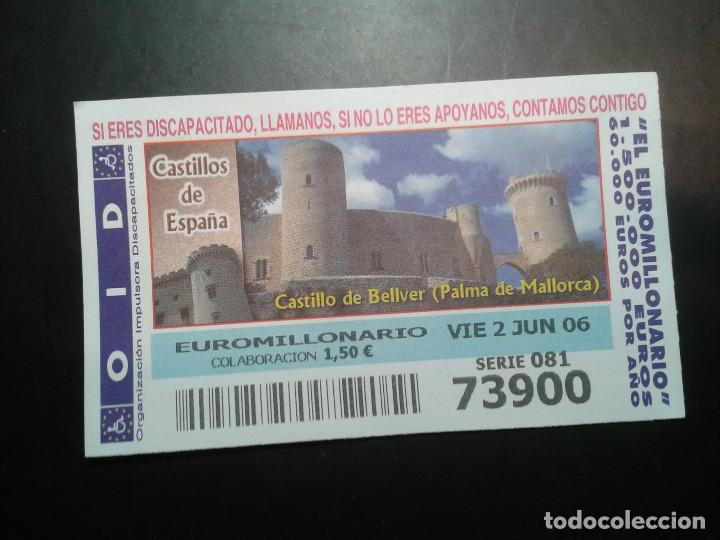 SI ERES DISCAPACITADO, LLAMANOS, SI NO LO ERES APOYANOS, CONTAMOS CONTIGO
Castillos
de
España
Castillo de Bellver (Palma de Mallorca)
EUROMILLONARIO VIE 2 JUN 06
COLABORACION 1,50 €
SERIE 081
73900
O I D
Organización Impulsora Discapacitados
"EL EUROMILLONARIO"
1.500.000 EUROS
60.000 EUROS POR AÑO
todocoleccion